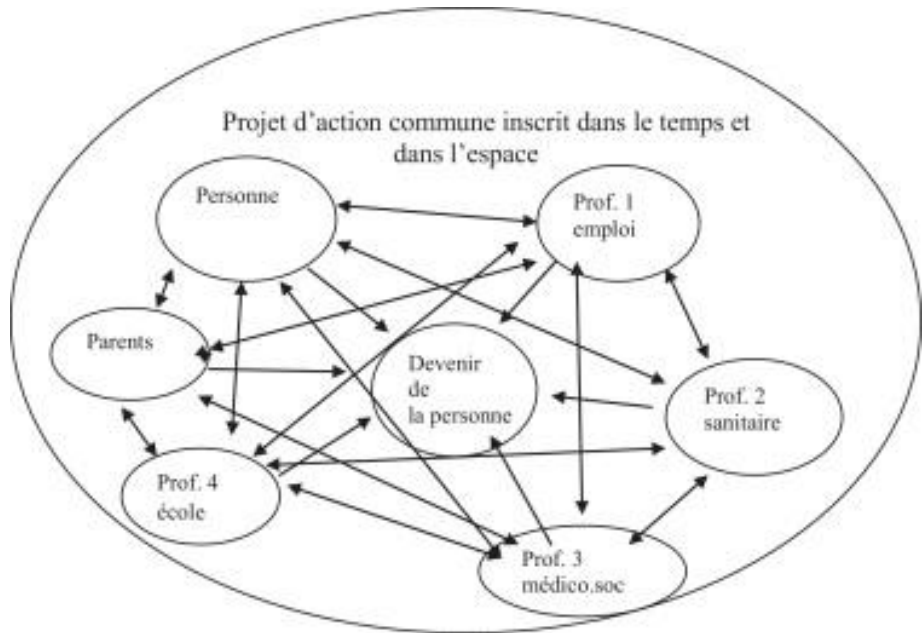 Projet d'action commune inscrit dans le temps et
dans l'espace
Personne
Prof. 1
emploi
Parents
Devenir
de
la personne
Prof. 2
sanitaire
Prof. 4
école
Prof. 3
médico.soc